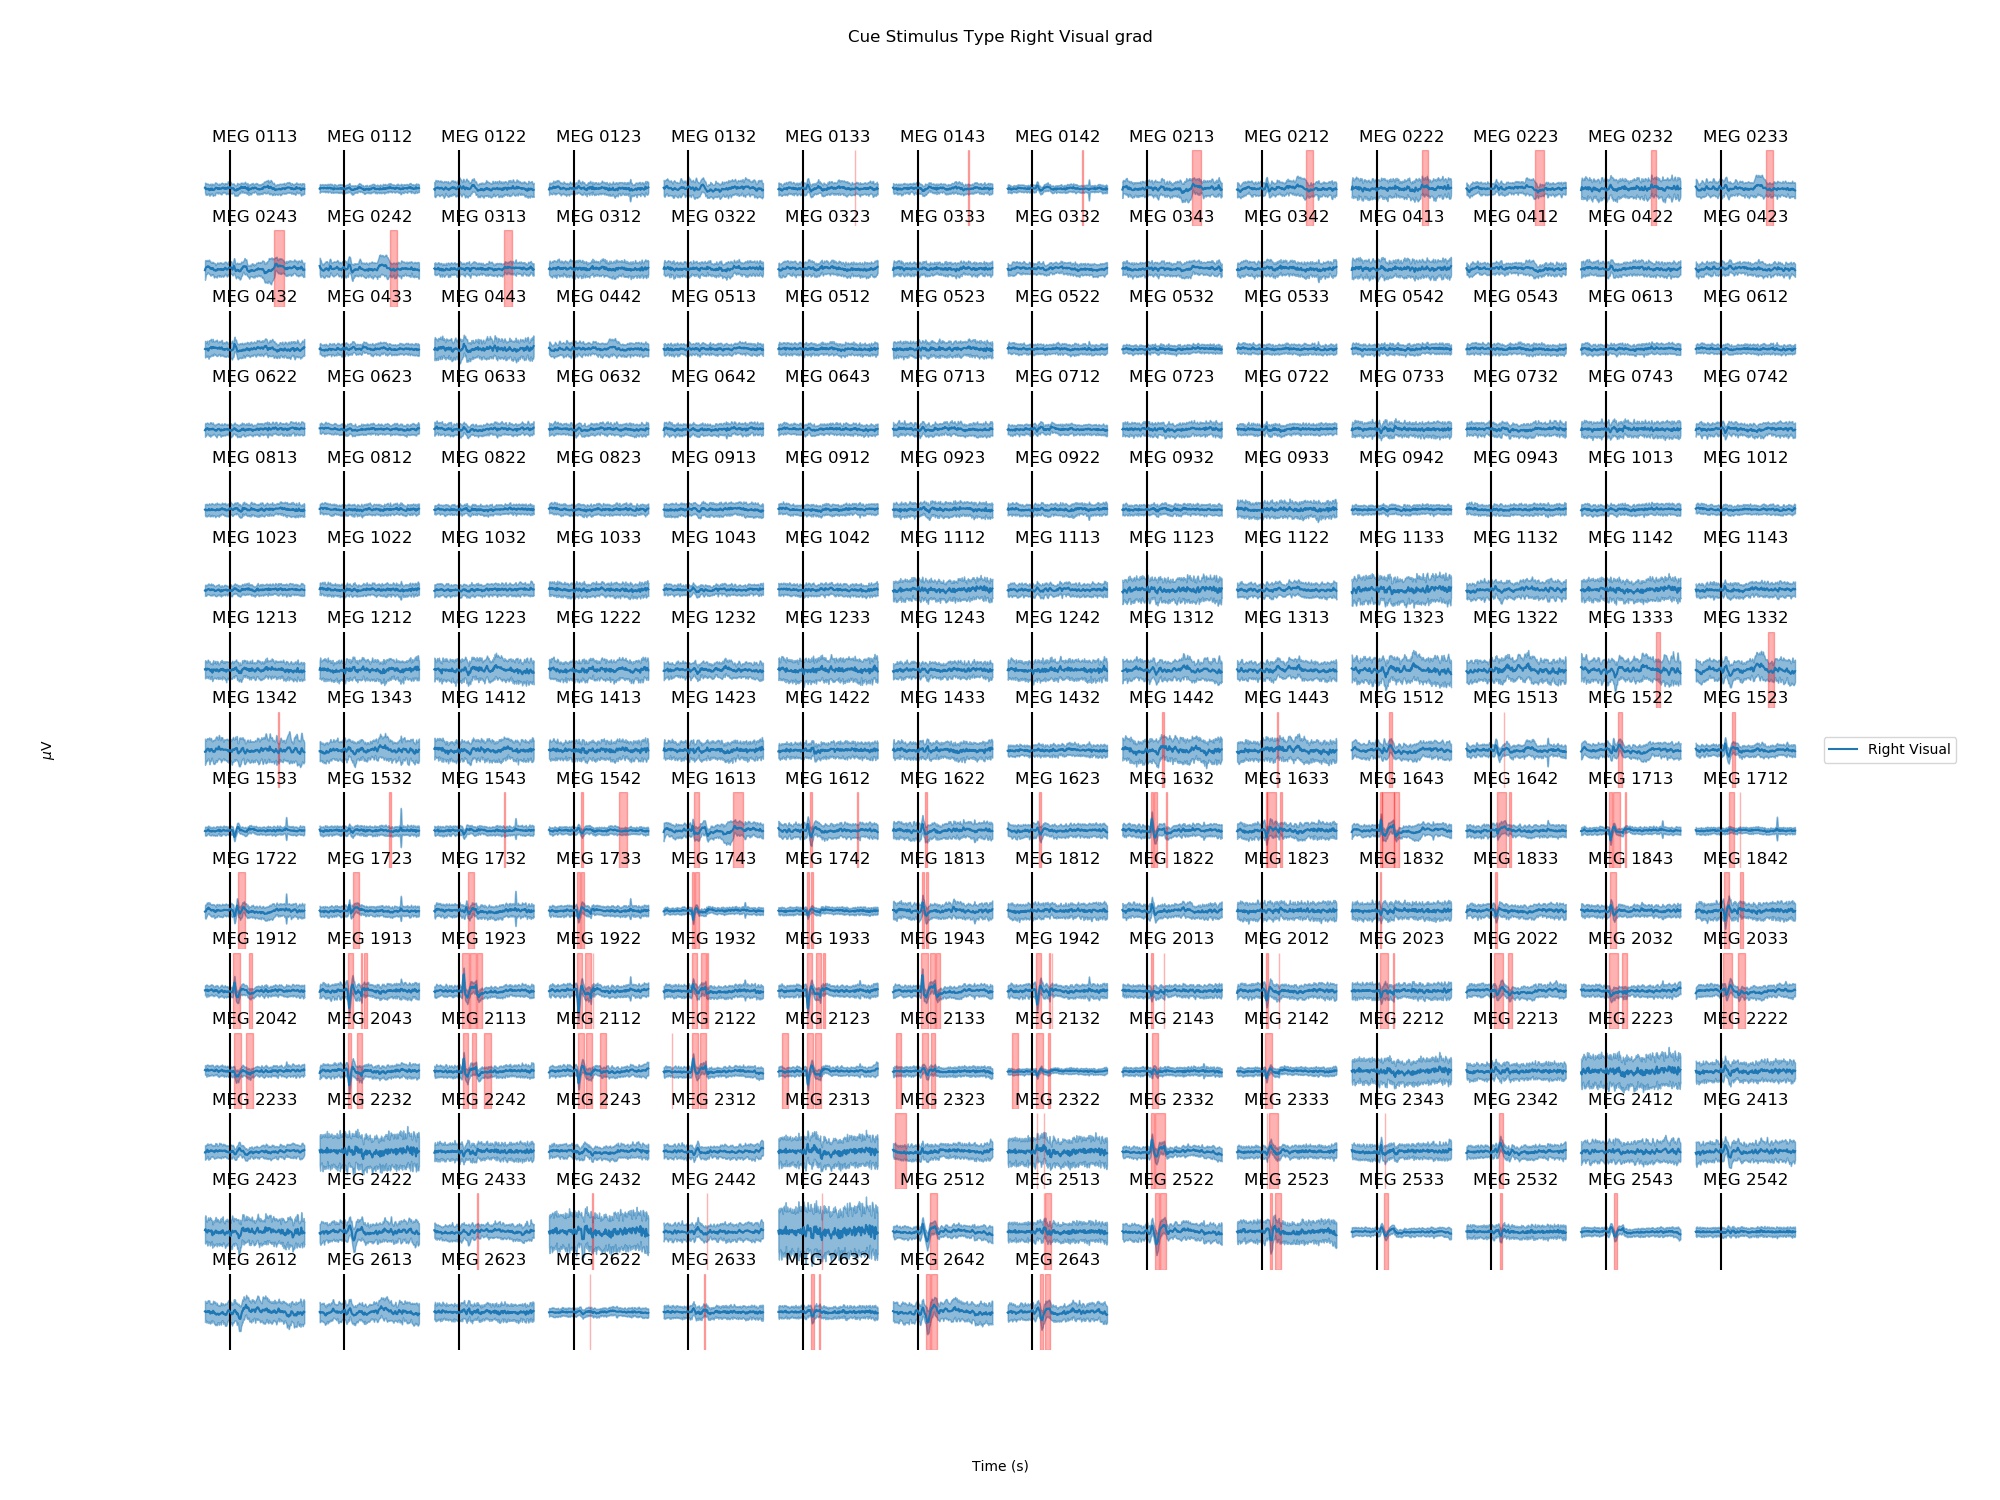 Cue Stimulus Type Right Visual grad
MEG 0113 MEG 0112 MEG 0122 MEG 0123 MEG 0132 MEG 0133 MEG 0143 MEG 0142 MEG 0213 MEG 0212 MEG 0222 MEG 0223 MEG 0232 MEG 0233
MEG 0243 MEG 0242 MEG 0313 MEG 0312 MEG 0322 MEG 0323 MEG 0333 MEG 0332 MEG 0343 MEG 0342 MEG 0413 MEG 0412 MEG 0422 MEG 0423
MEG 0432 MEG 0433 MEG 0443 MEG 0442 MEG 0513 MEG 0512 MEG 0523 MEG 0522 MEG 0532 MEG 0533 MEG 0542 MEG 0543 MEG 0613 MEG 0612
MEG 0622 MEG 0623 MEG 0633 MEG 0632 MEG 0642 MEG 0643 MEG 0713 MEG 0712 MEG 0723 MEG 0722 MEG 0733 MEG 0732 MEG 0743 MEG 0742
MEG 0813 MEG 0812 MEG 0822 MEG 0823 MEG 0913 MEG 0912 MEG 0923 MEG 0922 MEG 0932 MEG 0933 MEG 0942 MEG 0943 MEG 1013 MEG 1012
MEG 1023 MEG 1022 MEG 1032 MEG 1033 MEG 1043 MEG 1042 MEG 1112 MEG 1113 MEG 1123 MEG 1122 MEG 1133 MEG 1132 MEG 1142 MEG 1143
MEG 1213 MEG 1212 MEG 1223 MEG 1222 MEG 1232 MEG 1233 MEG 1243 MEG 1242 MEG 1312 MEG 1313 MEG 1323 MEG 1322 MEG 1333 MEG 1332
MEG 1342 MEG 1343 MEG 1412 MEG 1413 MEG 1423 MEG 1422 MEG 1433 MEG 1432 MEG 1442 MEG 1443 MEG 1512 MEG 1513 MEG 1522 MEG 1523
μV
Right Visual
MEG 1533 MEG 1532 MEG 1543 MEG 1542 MEG 1613 MEG 1612 MEG 1622 MEG 1623 MEG 1632 MEG 1633 MEG 1643 MEG 1642 MEG 1713 MEG 1712
MEG 1722 MEG 1723 MEG 1732 MEG 1733 MEG 1743 MEG 1742 MEG 1813 MEG 1812 MEG 1822 MEG 1823 MEG 1832 MEG 1833 MEG 1843 MEG 1842
MEG 1912 MEG 1913 MEG 1923 MEG 1922 MEG 1932 MEG 1933 MEG 1943 MEG 1942 MEG 2013 MEG 2012 MEG 2023 MEG 2022 MEG 2032 MEG 2033
MEG 2042 MEG 2043 MEG 2113 MEG 2112 MEG 2122 MEG 2123 MEG 2133 MEG 2132 MEG 2143 MEG 2142 MEG 2212 MEG 2213 MEG 2223 MEG 2222
MEG 2233 MEG 2232 MEG 2242 MEG 2243 MEG 2312 MEG 2313 MEG 2323 MEG 2322 MEG 2332 MEG 2333 MEG 2343 MEG 2342 MEG 2412 MEG 2413
MEG 2423 MEG 2422 MEG 2433 MEG 2432 MEG 2442 MEG 2443 MEG 2512 MEG 2513 MEG 2522 MEG 2523 MEG 2533 MEG 2532 MEG 2543 MEG 2542
MEG 2612 MEG 2613 MEG 2623 MEG 2622 MEG 2633 MEG 2632 MEG 2642 MEG 2643
Time (s)